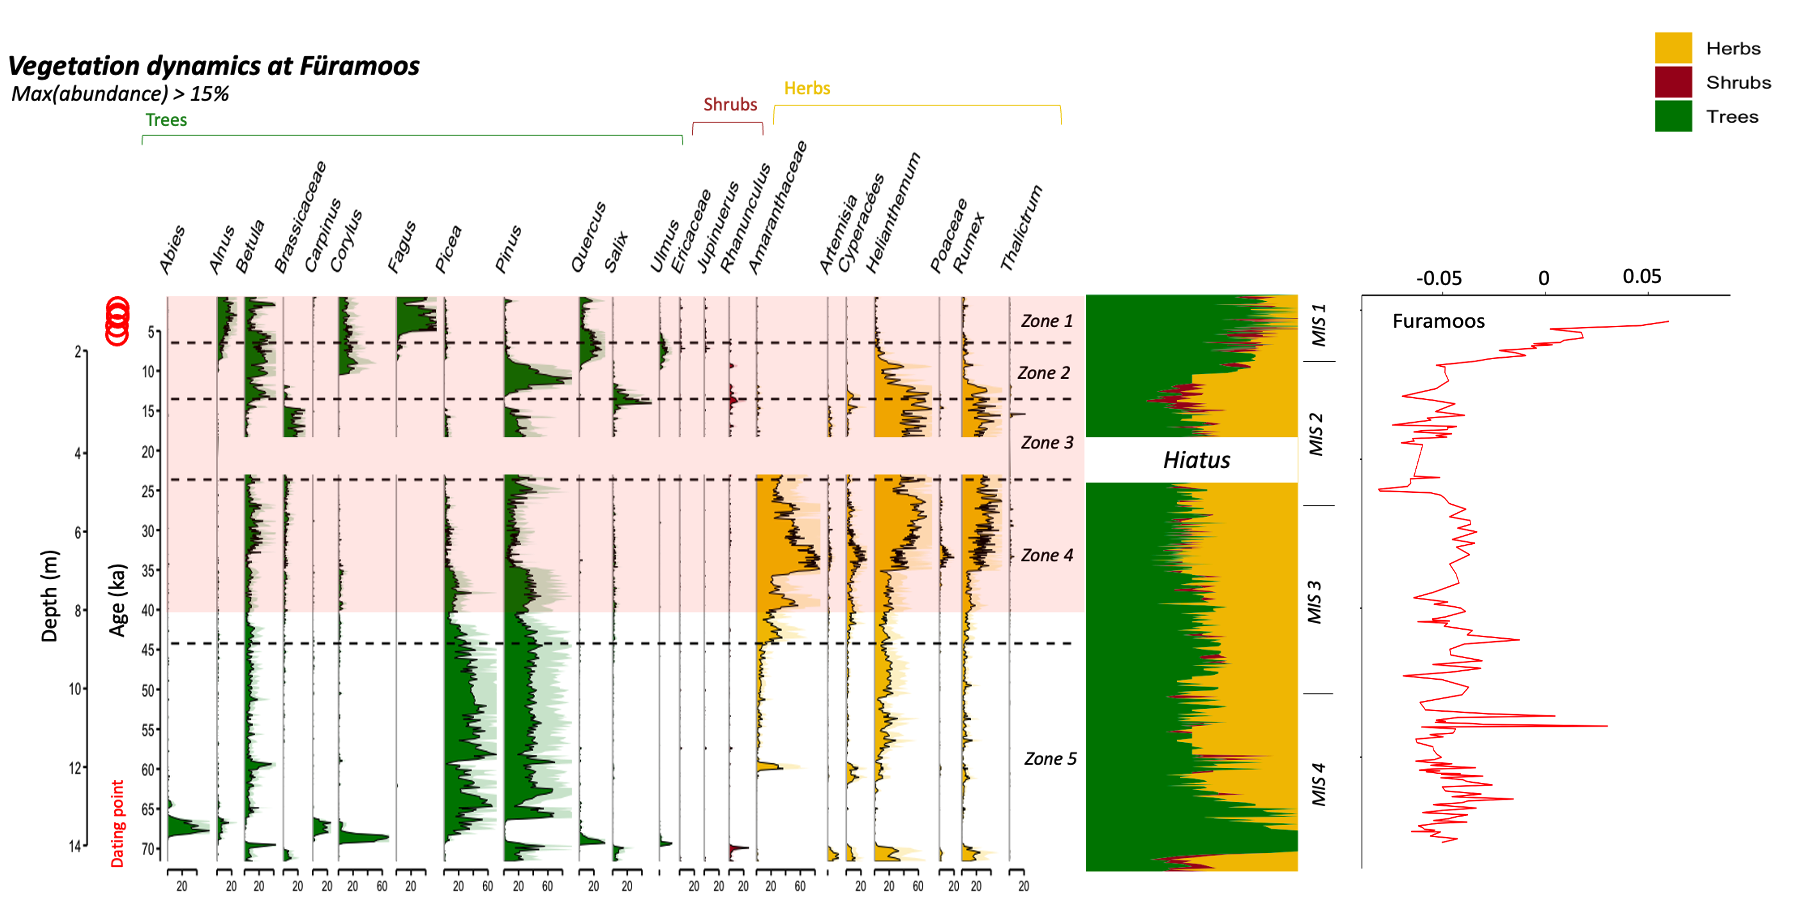 Vegetation dynamics at Füramoos
Max(abundance) > 15%
Herbs
Shrubs
Trees
Trees
Shrubs
Herbs
Abies
Alnus
Betula
Brassicaceae
Carpinus
Corylus
Fagus
Picea
Pinus
Quercus
Salix
Ulmus
Ericaceae
Jupinuerus
Rhanunculus
Amaranthaceae
Artemisia
Cyperacées
Helianthemum
Poaceae
Rumex
Thalictrum
-0.05 0 0.05
Furamoos
Depth (m)
2
4
6
8
10
12
14
Age (ka)
5
10
15
20
25
30
35
40
45
50
55
60
65
70
Dating point
Zone 1
Zone 2
Zone 3
Zone 4
Zone 5
Hiatus
MIS 1
MIS 2
MIS 3
MIS 4
20 20 20 20 20 20 60 20 20 60 20 60 20 20 20 20 20 20 60 20 20 60 20 20 20